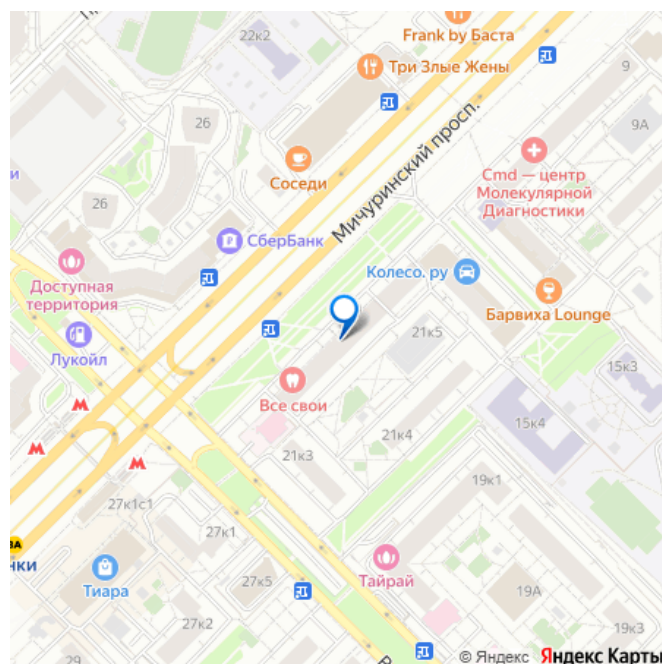 Frank by Баста
22к2
Три Злые Жены
9
9А
26
Мичуринский просп.
Cmd — центр
Молекулярной
Диагностики
Соседи
26
СберБанк
Доступная
территория
Колесо. ру
Барвиха Lounge
Лукойл
21к5
15к3
Все свои
15к4
21к4
21к3
19к1
27к1с1
27к1
нки
Тиара
27к5
Тайрай
19А
27к2
19к3
29
© Яндекс Яндекс Карты